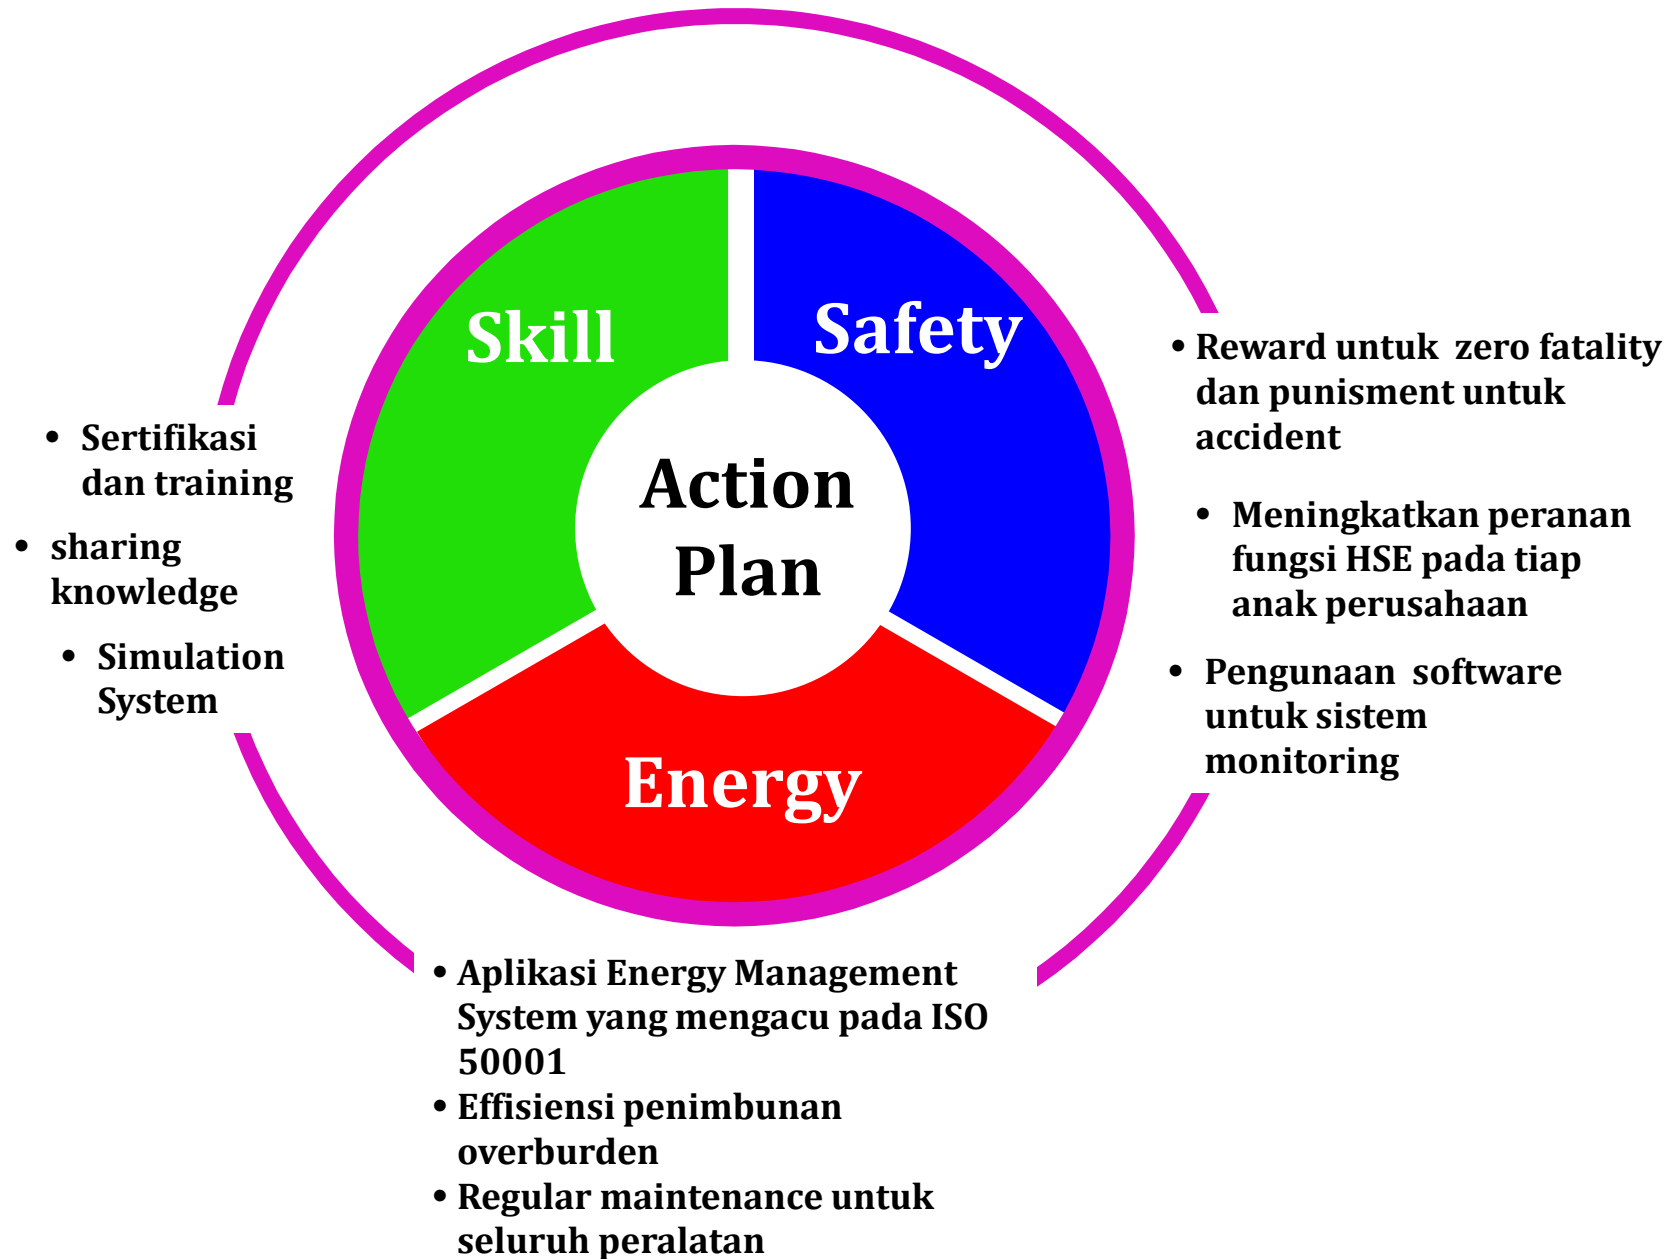 Skill
Safety
Action
Plan
Energy
• Sertifikasi
dan training
• sharing
knowledge
• Simulation
System
• Reward untuk  zero fatality
dan punisment untuk
accident
• Meningkatkan peranan
fungsi HSE pada tiap
anak perusahaan
• Pengunaan  software
untuk sistem
monitoring
• Aplikasi Energy Management
System yang mengacu pada ISO
50001
• Effisiensi penimbunan
overburden
• Regular maintenance untuk
seluruh peralatan